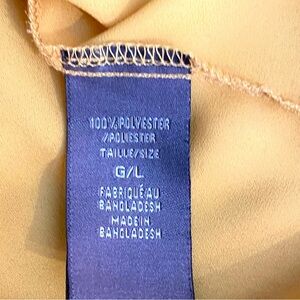 100% POLYESTER
/POLYESTER
TAILLE/SIZE
G/L
FABRIQUÉ AU
BANGLADESH
MADE IN
BANGLADESH